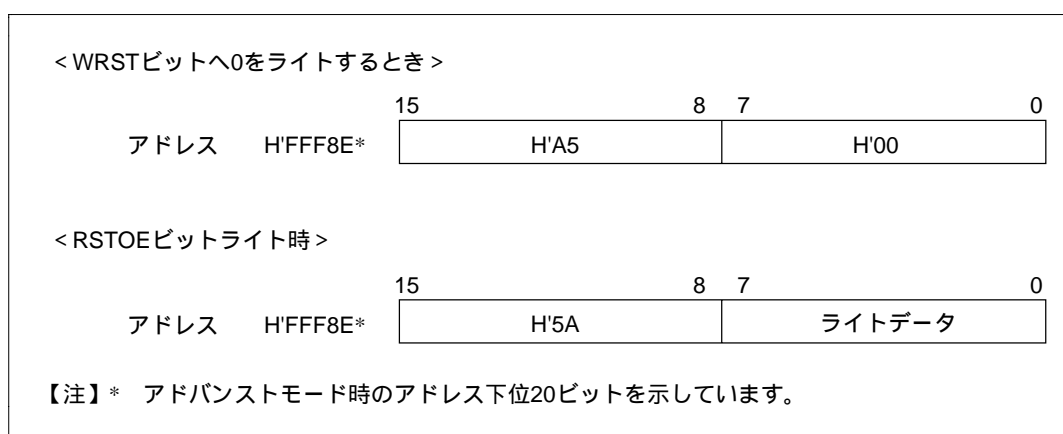 <WRSTビットへ0をライトするとき>
15 8 7 0
アドレス H'FFF8E* H'A5 H'00
<RSTOEビットライト時>
15 8 7 0
アドレス H'FFF8E* H'5A ライトデータ
【注】* アドバンストモード時のアドレス下位20ビットを示しています。